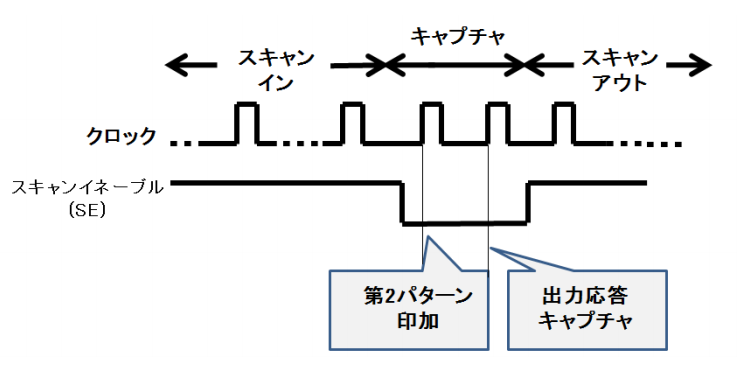 キャプチャ
スキャン
イン
スキャン
アウト
クロック
スキャンイネーブル
(SE)
第2パターン
印加
出力応答
キャプチャ